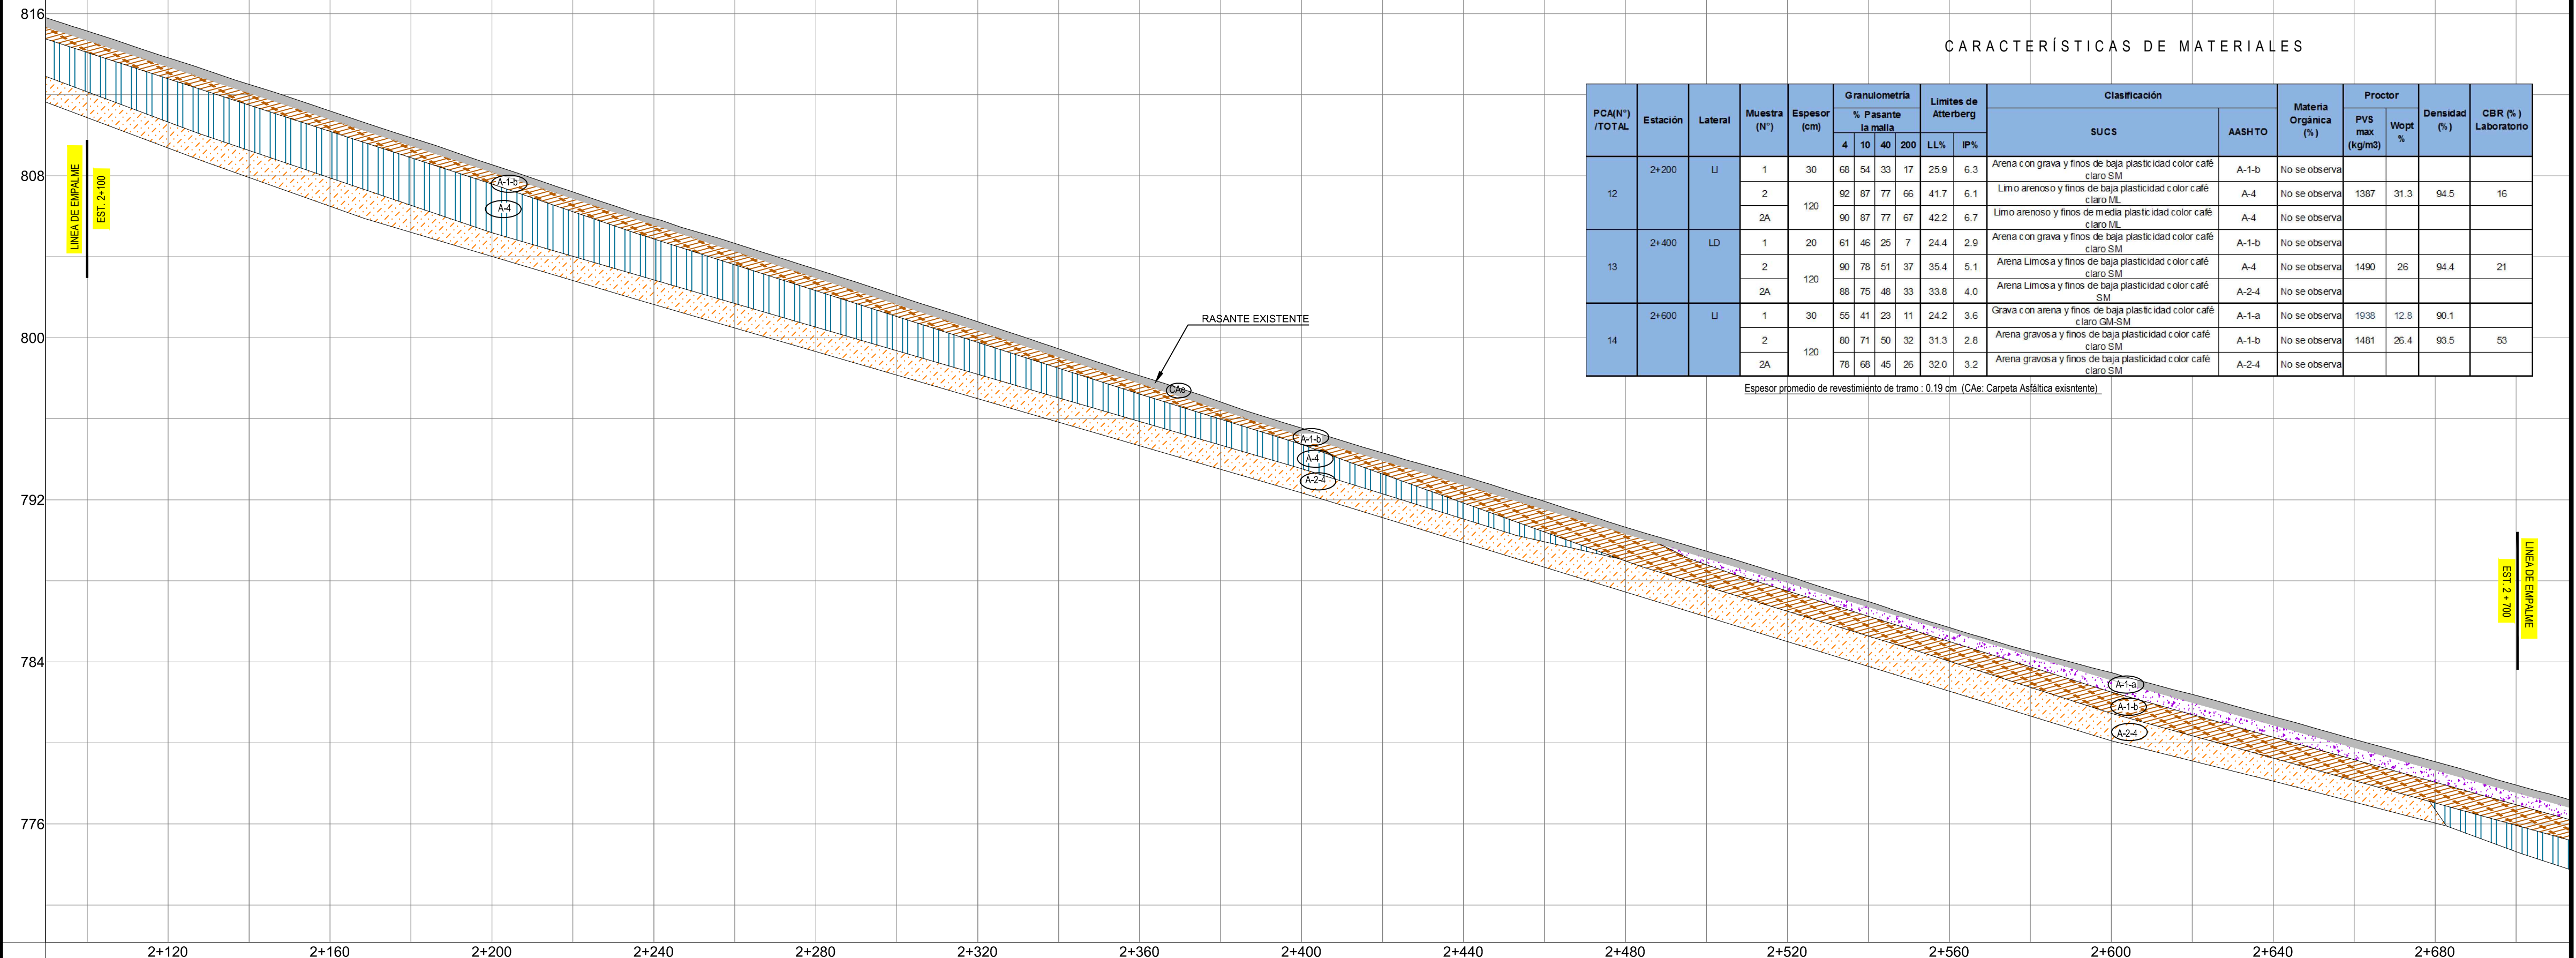 816
808
800
792
784
776
LINEA DE EMPALME
EST. 2+100
A-1-b
A-4
RASANTE EXISTENTE
CAe
A-1-b
A-4
A-2-4
A-1-a
A-1-b
A-2-4
LINEA DE EMPALME
EST. 2 + 700
CARACTERÍSTICAS DE MATERIALES
PCA(N°) /TOTAL Estación Lateral Muestra (N°) Espesor (cm) Granulometría Limites de Atterberg Clasificación Materia Orgánica (%) Proctor Densidad (%) CBR (%) Laboratorio
% Pasante la malla SUCS AASHTO PVS max (kg/m3) Wopt %
4 10 40 200 LL% IP%
12 2+200 LI 1 30 68 54 33 17 25.9 6.3 Arena con grava y finos de baja plasticidad color café claro SM A-1-b No se observa
2 120 92 87 77 66 41.7 6.1 Limo arenoso y finos de baja plasticidad color café claro ML A-4 No se observa 1387 31.3 94.5 16
2A 90 87 77 67 42.2 6.7 Limo arenoso y finos de media plasticidad color café claro ML A-4 No se observa
13 2+400 LD 1 20 61 46 25 7 24.4 2.9 Arena con grava y finos de baja plasticidad color café claro SM A-1-b No se observa
2 120 90 78 51 37 35.4 5.1 Arena Limosa y finos de baja plasticidad color café claro SM A-4 No se observa 1490 26 94.4 21
2A 88 75 48 33 33.8 4.0 Arena Limosa y finos de baja plasticidad color café SM A-2-4 No se observa
14 2+600 LI 1 30 55 41 23 11 24.2 3.6 Grava con arena y finos de baja plasticidad color café claro GM-SM A-1-a No se observa 1938 12.8 90.1
2 120 80 71 50 32 31.3 2.8 Arena gravosa y finos de baja plasticidad color café claro SM A-1-b No se observa 1481 26.4 93.5 53
2A 78 68 45 26 32.0 3.2 Arena gravosa y finos de baja plasticidad color café claro SM A-2-4 No se observa
Espesor promedio de revestimiento de tramo : 0.19 cm (CAe: Carpeta Asfáltica exisntente)
2+120 2+160 2+200 2+240 2+280 2+320 2+360 2+400 2+440 2+480 2+520 2+560 2+600 2+640 2+680